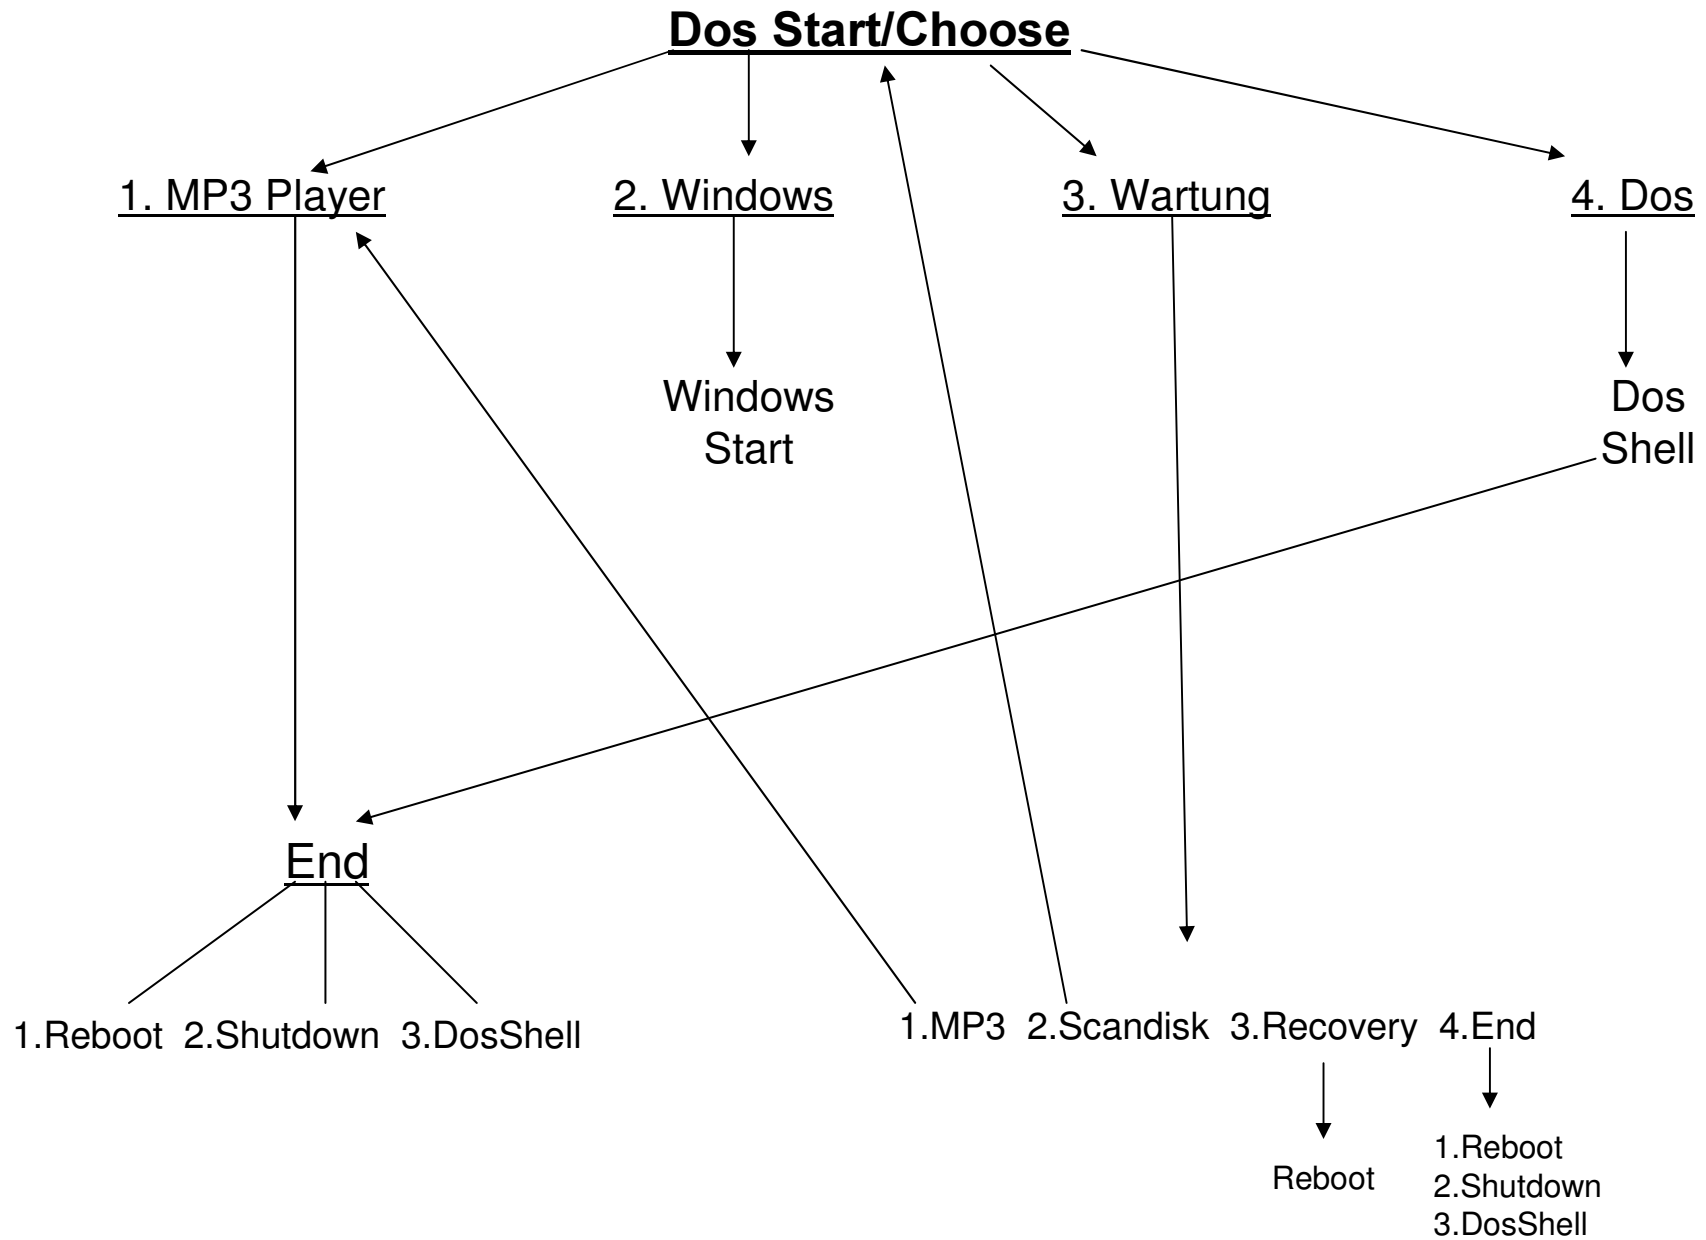 Dos Start/Choose
1. MP3 Player
2. Windows
3. Wartung
4. Dos
Windows
Start
Dos
Shell
End
1.Reboot 2.Shutdown 3.DosShell
1.MP3 2.Scandisk 3.Recovery 4.End
Reboot
1.Reboot
2.Shutdown
3.DosShell